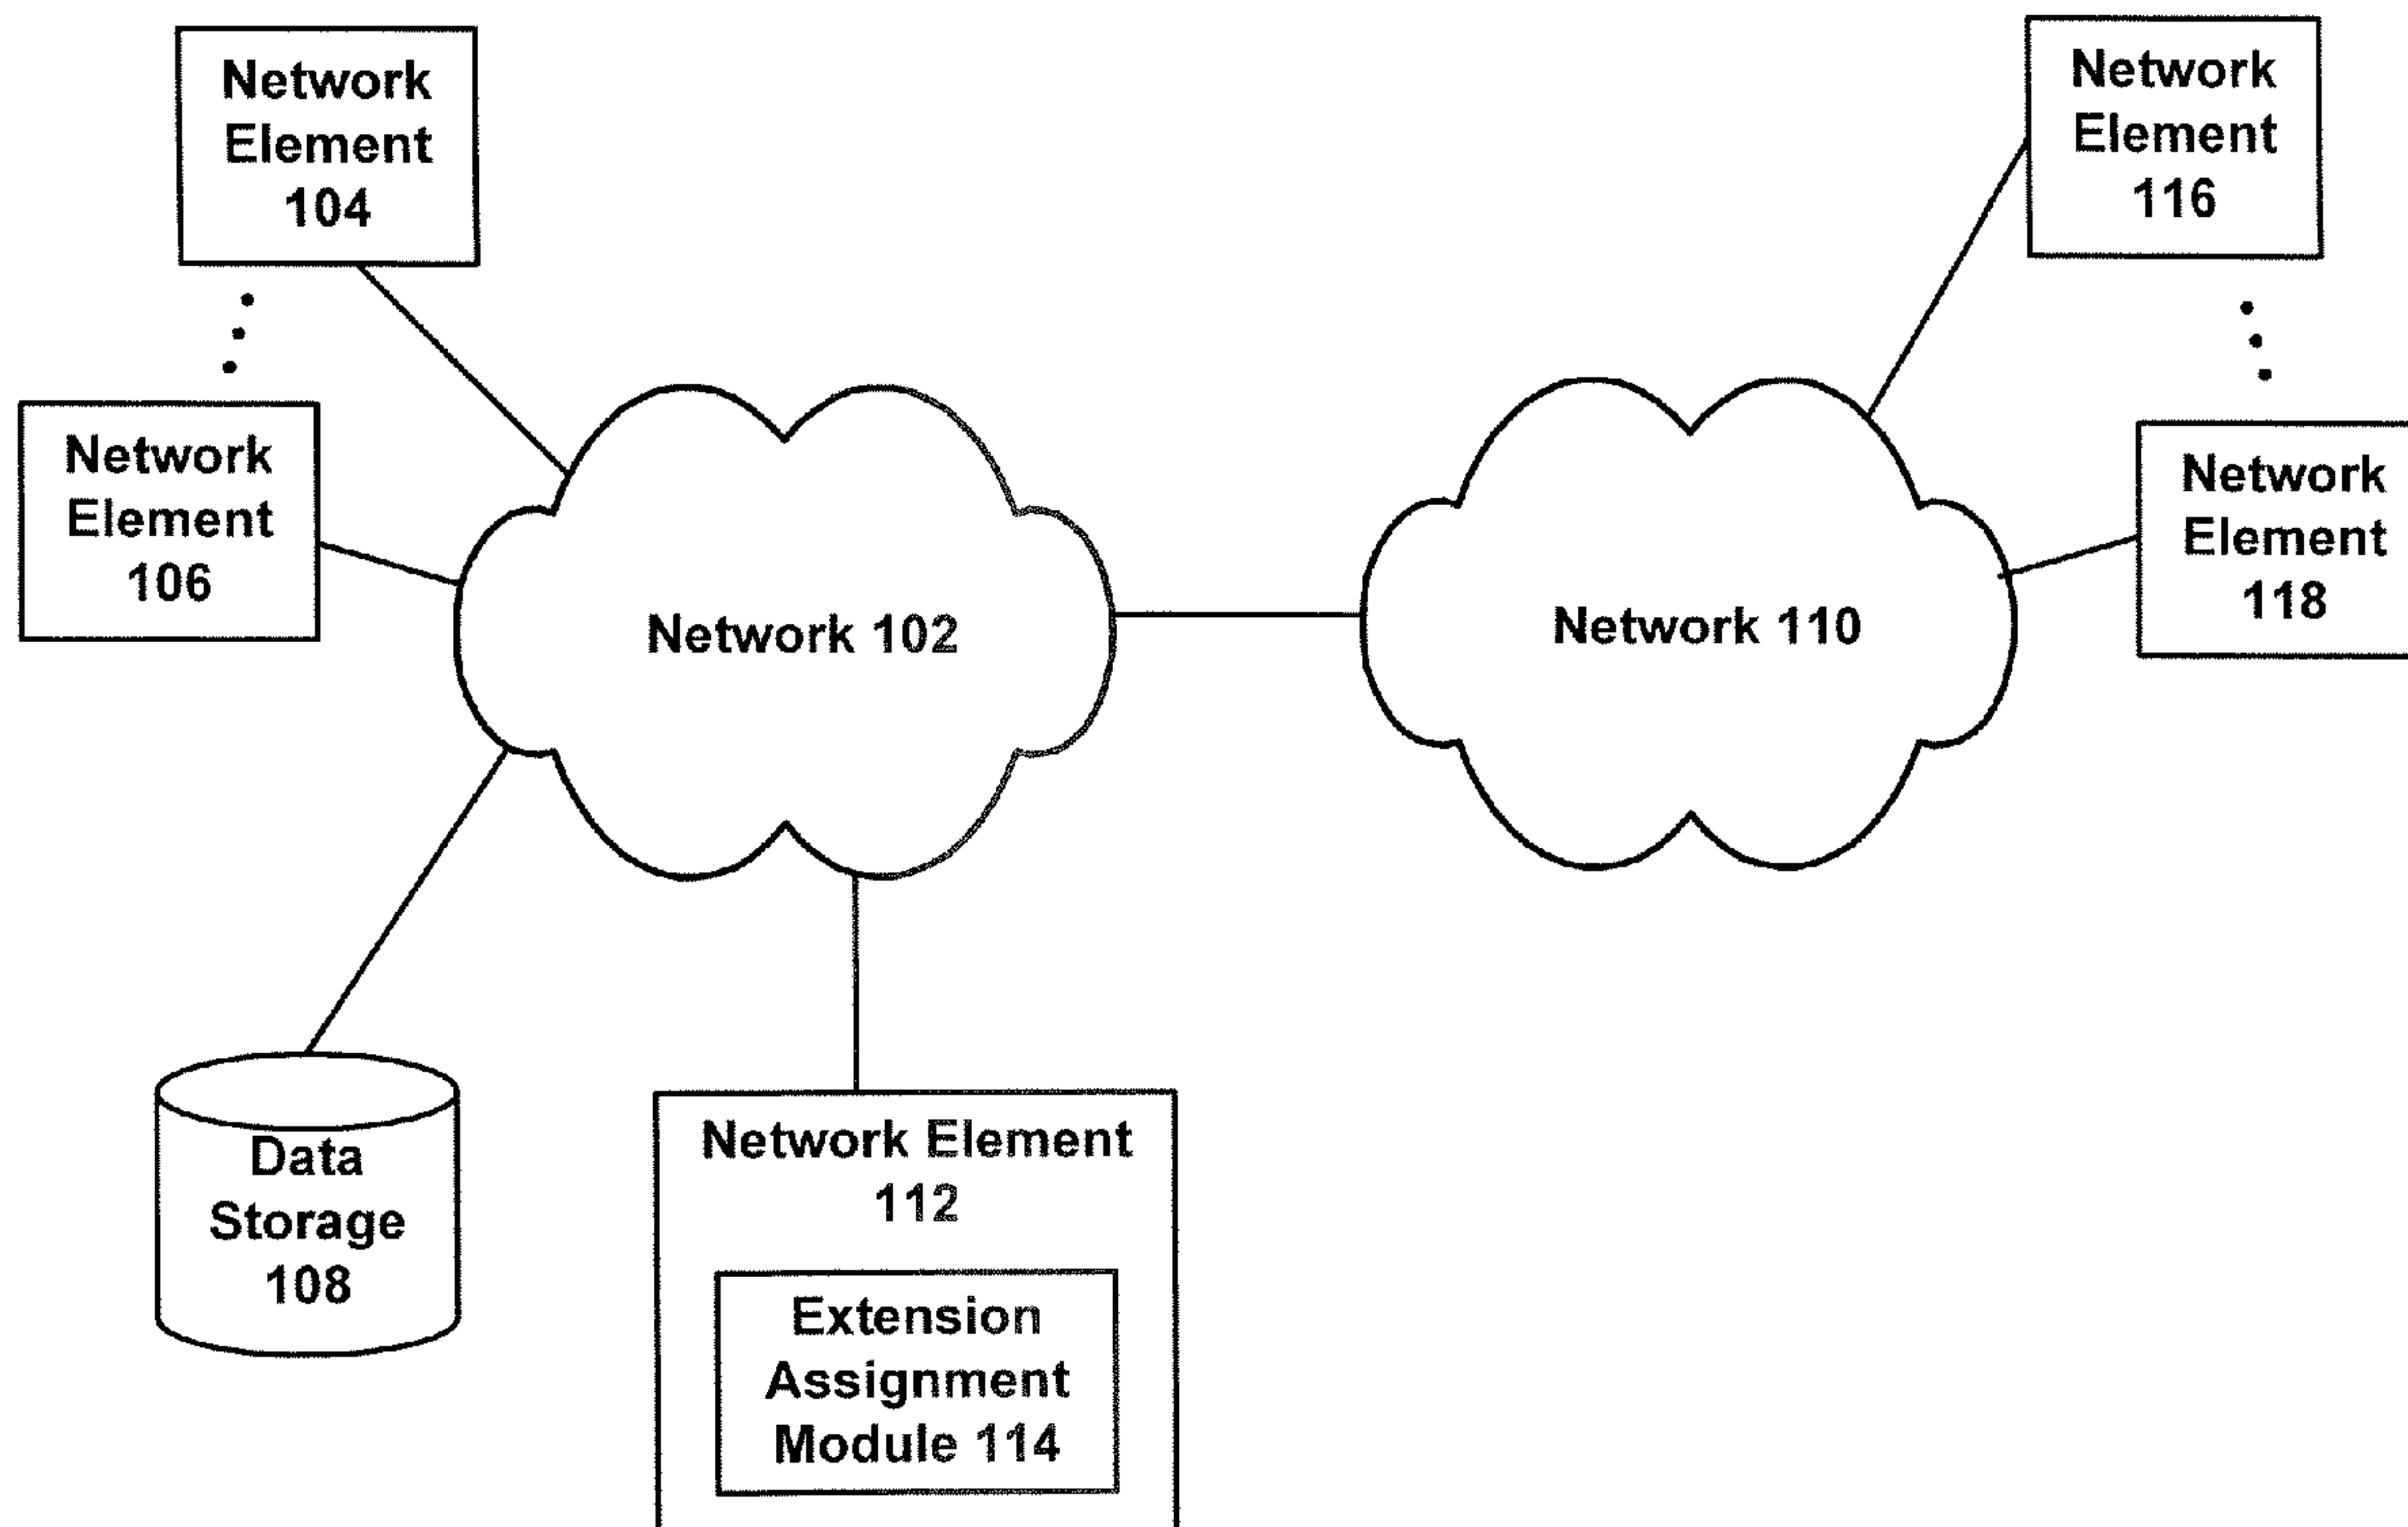 Network
Element
104
Network
Element
116
Network
Element
106
Network
Element
118
Network 102
Network 110
Data
Storage
108
Network Element
112
Extension
Assignment
Module 114